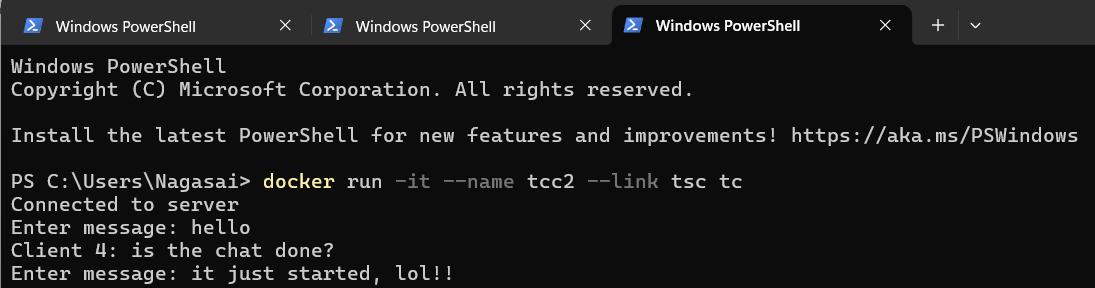 Windows PowerShell
Windows PowerShell
Windows PowerShell
Windows PowerShell
Copyright (C) Microsoft Corporation. All rights reserved.
Install the latest PowerShell for new features and improvements! https://aka.ms/PSWindows
PS C:\Users\Nagasai> docker run -it --name tcc2 --link tsc tc
Connected to server
Enter message: hello
Client 4: is the chat done?
Enter message: it just started, lol!!